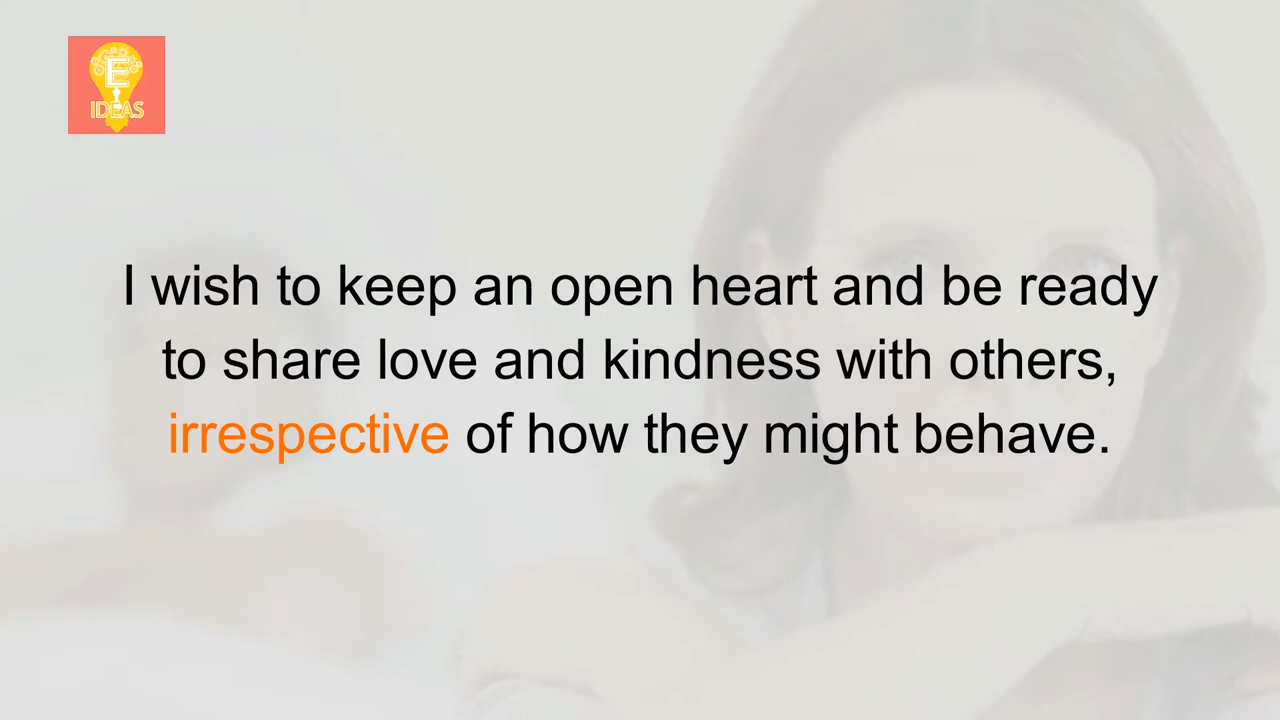 E
IDEAS
I wish to keep an open heart and be ready
to share love and kindness with others,
irrespective of how they might behave.